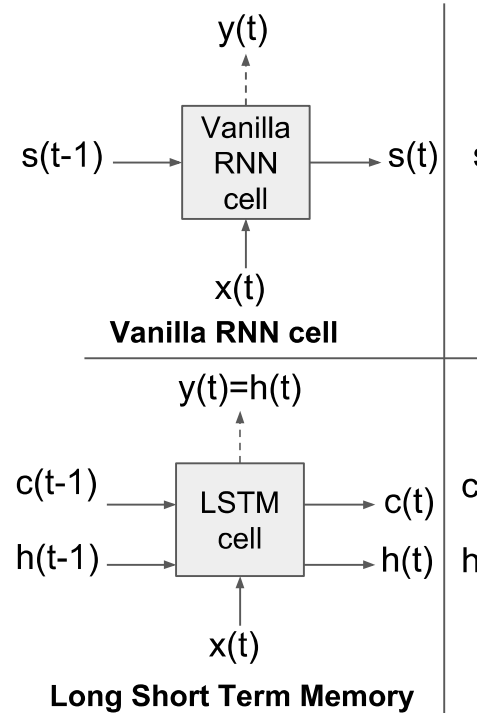 y(t)
Vanilla
RNN
cell
s(t-1)
s(t)
x(t)
Vanilla RNN cell
y(t)=h(t)
c(t-1)
LSTM
cell
c(t)
h(t-1)
h(t)
x(t)
Long Short Term Memory
c
h